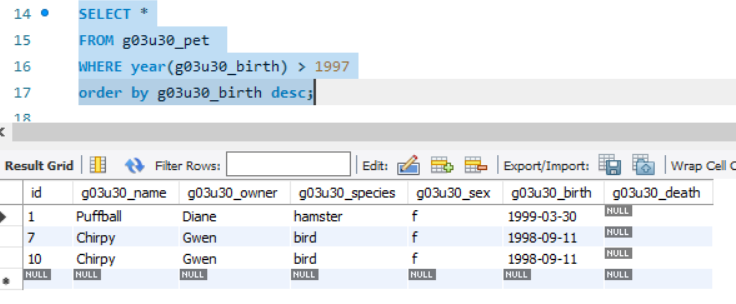 14 SELECT *
15 FROM g03u30_pet
16 WHERE year(g03u30_birth) > 1997
17 order by g03u30_birth desc;
18
Result Grid Filter Rows: Edit: Export/Import: Wrap Cell C
id g03u30_name g03u30_owner g03u30_species g03u30_sex g03u30_birth g03u30_death
1 Puffball Diane hamster f 1999-03-30 NULL
7 Chirpy Gwen bird f 1998-09-11 NULL
10 Chirpy Gwen bird f 1998-09-11 NULL
NULL NULL NULL NULL NULL NULL NULL